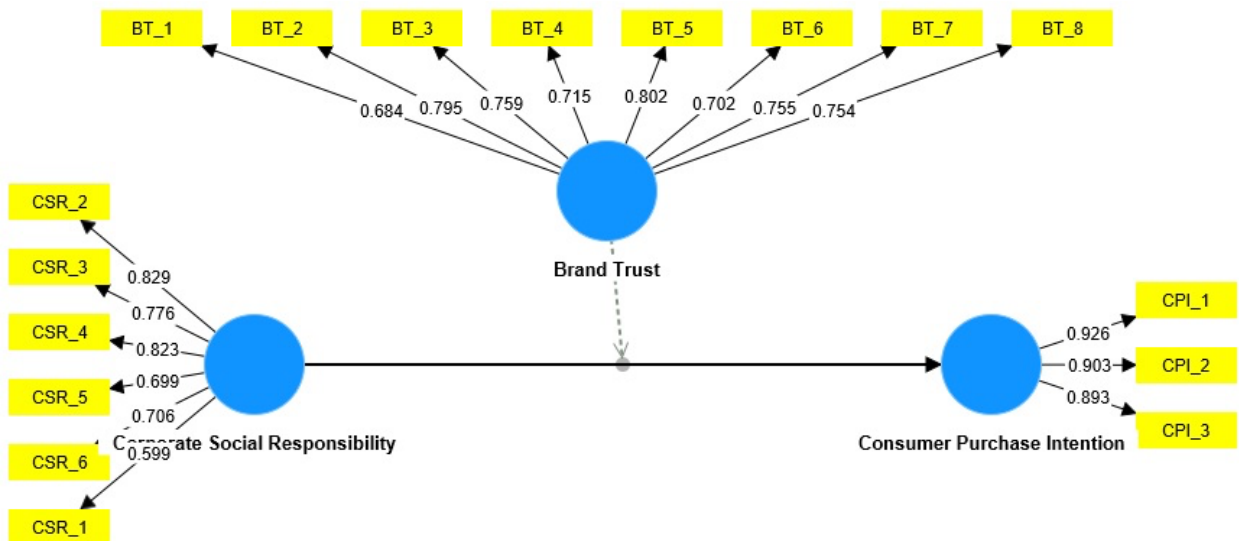 BT_1 BT_2 BT_3 BT_4 BT_5 BT_6 BT_7 BT_8
0.684 0.795 0.759 0.715 0.802 0.702 0.755 0.754
Brand Trust
CSR_2
CSR_3
CSR_4
CSR_5
CSR_6
CSR_1
0.829
0.776
0.823
0.699
0.706
0.599
Corporate Social Responsibility
Consumer Purchase Intention
0.926
0.903
0.893
CPI_1
CPI_2
CPI_3